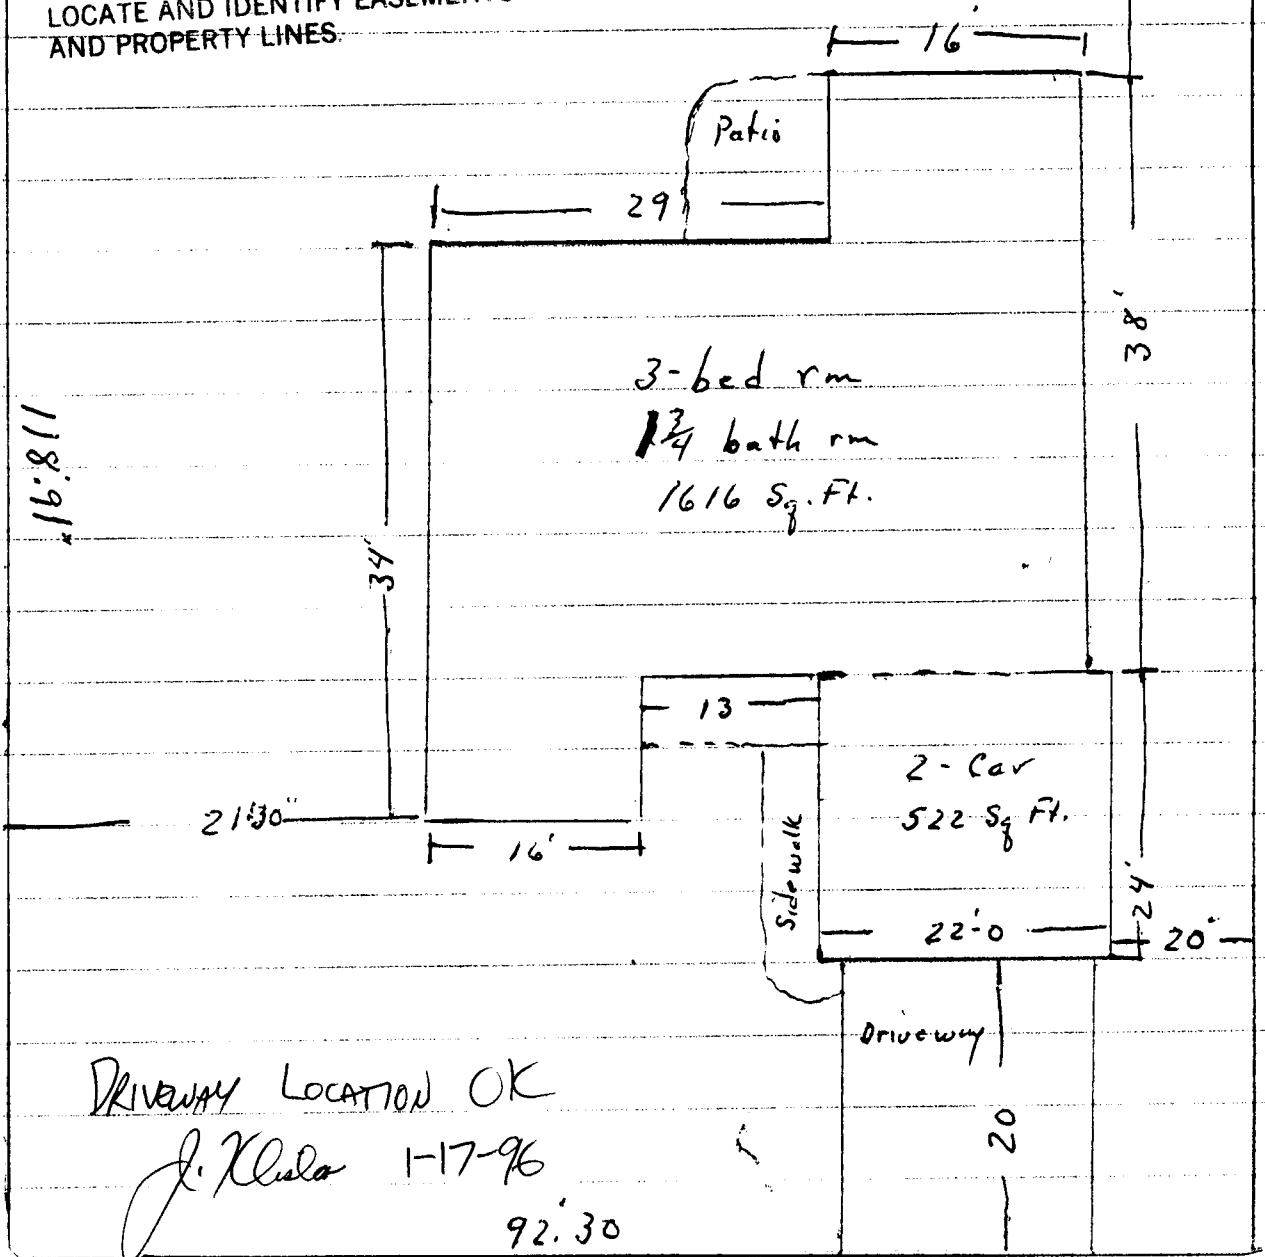 LOCATE AND IDENTIFY EASEMENTS
AND PROPERTY LINES.
16
Patio
29'
38'
3-bed rm
1 3/4 bath rm
1616 Sq. Ft.
118.91'
34'
13
2-Car
522 Sq Ft.
21'30"
16'
Sidewalk
24'
22'-0
20'
Driveway
DRIVEWAY LOCATION OK
1-17-96
20
92.'30